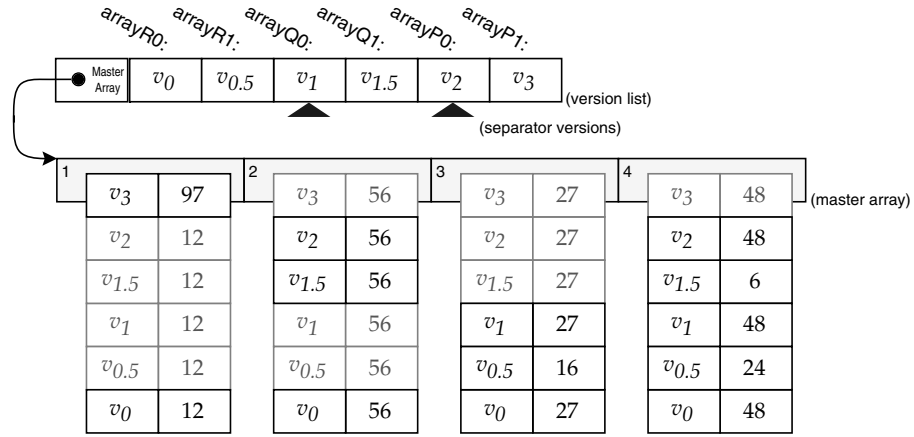 arrayR0: arrayR1: arrayQ0: arrayQ1: arrayP0: arrayP1:
Master Array v0 v0.5 v1 v1.5 v2 v3
(version list)
(separator versions)
1 2 3 4
(master array)
v3 97 v3 56 v3 27 v3 48
v2 12 v2 56 v2 27 v2 48
v1.5 12 v1.5 56 v1.5 27 v1.5 6
v1 12 v1 56 v1 27 v1 48
v0.5 12 v0.5 56 v0.5 16 v0.5 24
v0 12 v0 56 v0 27 v0 48